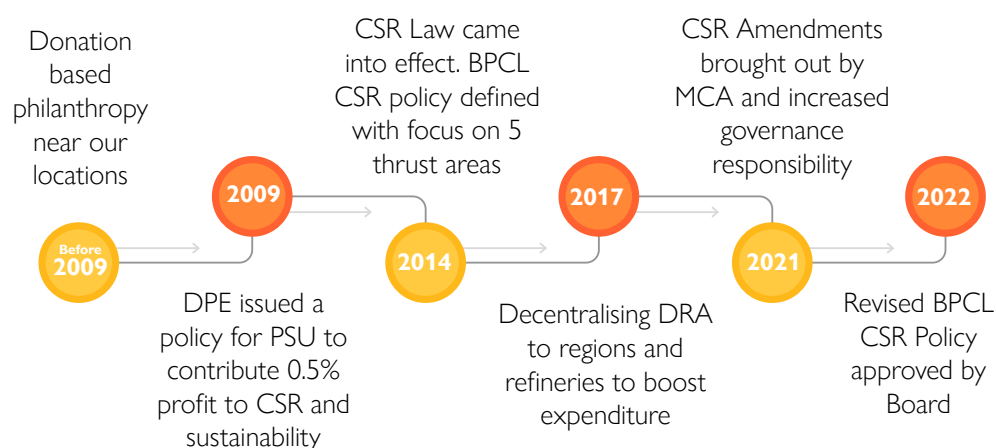 Donation
based
philanthropy
near our
locations
Before
2009
2009
DPE issued a
policy for PSU to
contribute 0.5%
profit to CSR and
sustainability
CSR Law came
into effect. BPCL
CSR policy defined
with focus on 5
thrust areas
2014
2017
Decentralising DRA
to regions and
refineries to boost
expenditure
CSR Amendments
brought out by
MCA and increased
governance
responsibility
2021
2022
Revised BPCL
CSR Policy
approved by
Board